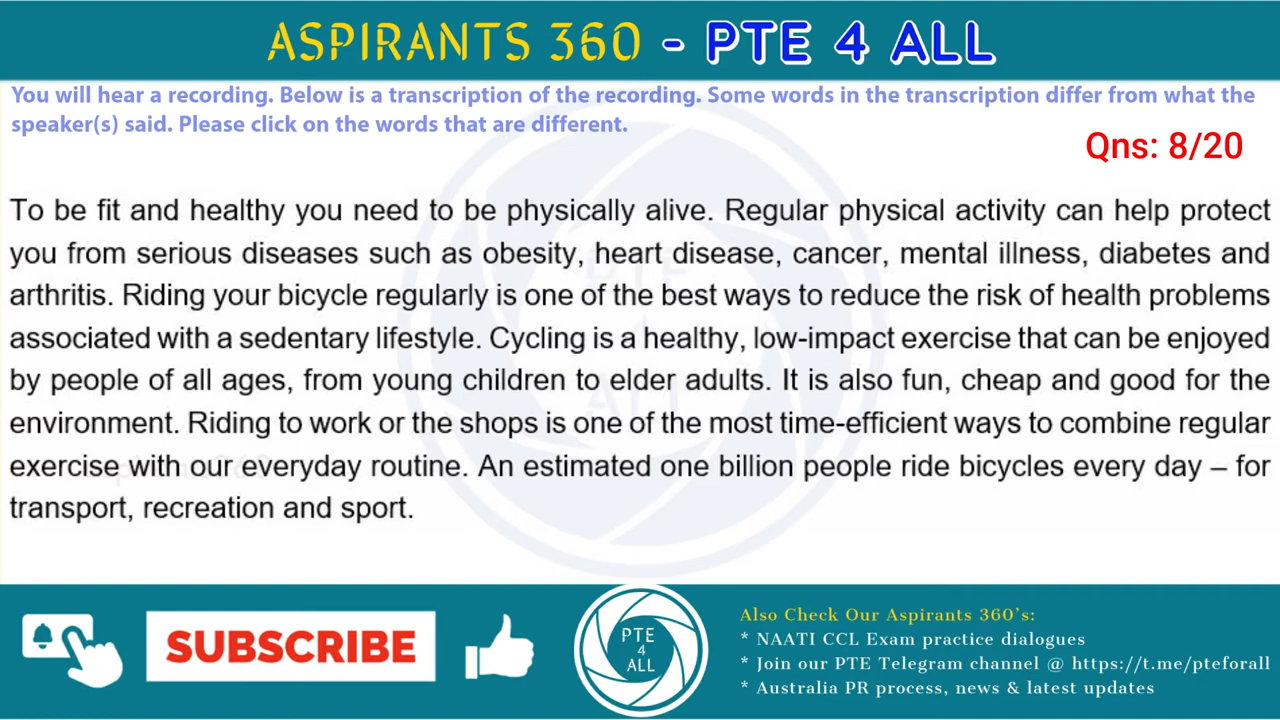 ASPIRANTS 360 - PTE 4 ALL
You will hear a recording. Below is a transcription of the recording. Some words in the transcription differ from what the
speaker(s) said. Please click on the words that are different.
Qns: 8/20
To be fit and healthy you need to be physically alive. Regular physical activity can help protect
you from serious diseases such as obesity, heart disease, cancer, mental illness, diabetes and
arthritis. Riding your bicycle regularly is one of the best ways to reduce the risk of health problems
associated with a sedentary lifestyle. Cycling is a healthy, low-impact exercise that can be enjoyed
by people of all ages, from young children to elder adults. It is also fun, cheap and good for the
environment. Riding to work or the shops is one of the most time-efficient ways to combine regular
exercise with our everyday routine. An estimated one billion people ride bicycles every day – for
transport, recreation and sport.
SUBSCRIBE
PTE
4
ALL
Also Check Our Aspirants 360's:
* NAATI CCL Exam practice dialogues
* Join our PTE Telegram channel @ https://t.me/pteforall
* Australia PR process, news & latest updates